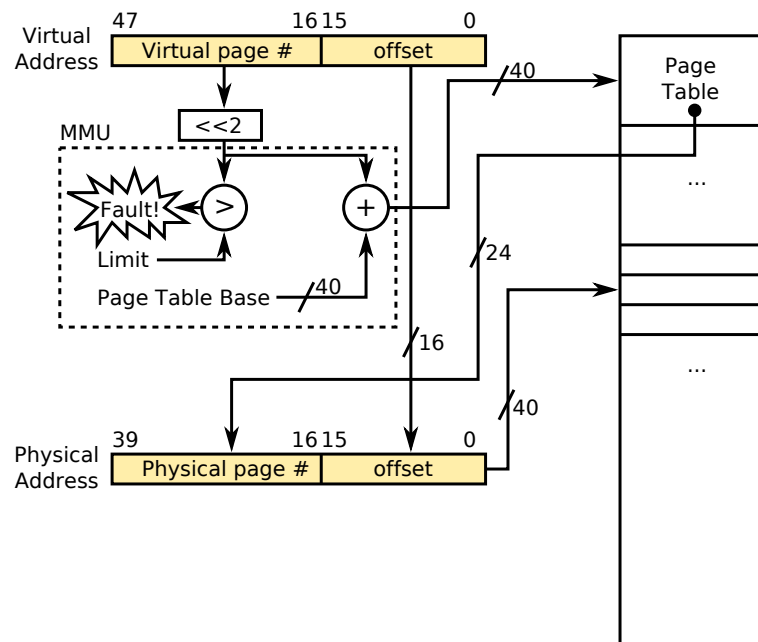 47
16
15
0
Virtual
Address
Virtual page #
offset
40
Page
Table
<<2
MMU
...
Fault!
>
+
24
Limit
Page Table Base
40
16
...
40
39
16
15
0
Physical
Address
Physical page #
offset